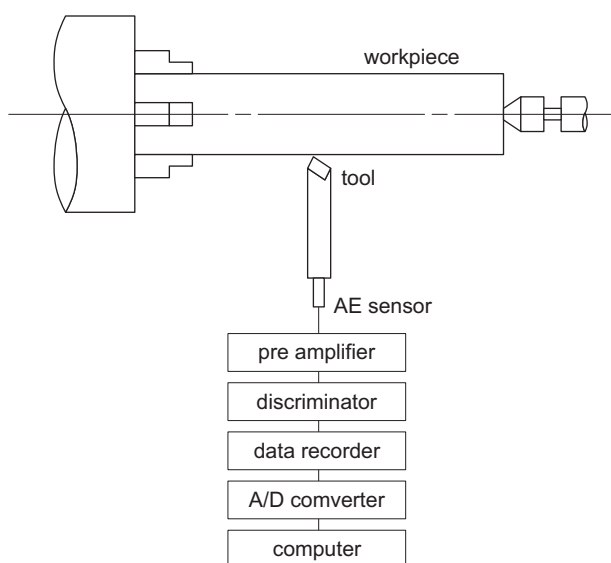 workpiece
tool
AE sensor
pre amplifier
discriminator
data recorder
A/D comverter
computer